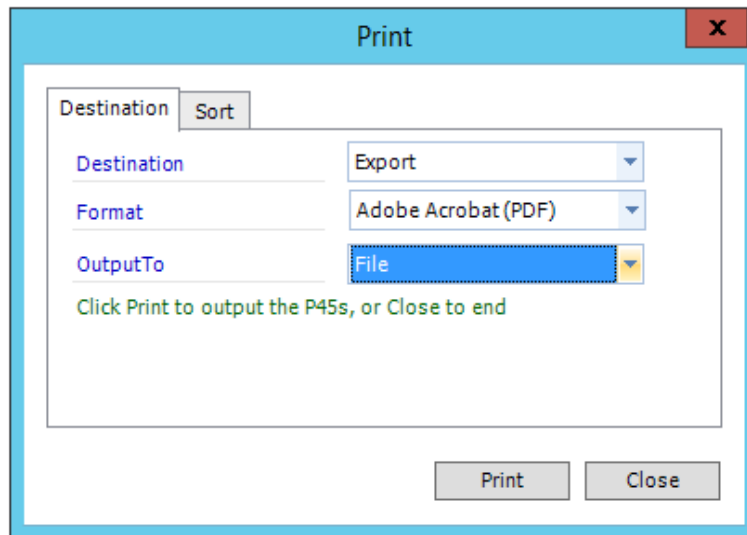 Print
x
Destination Sort
Destination Export
Format Adobe Acrobat (PDF)
OutputTo File
Click Print to output the P45s, or Close to end
Print Close